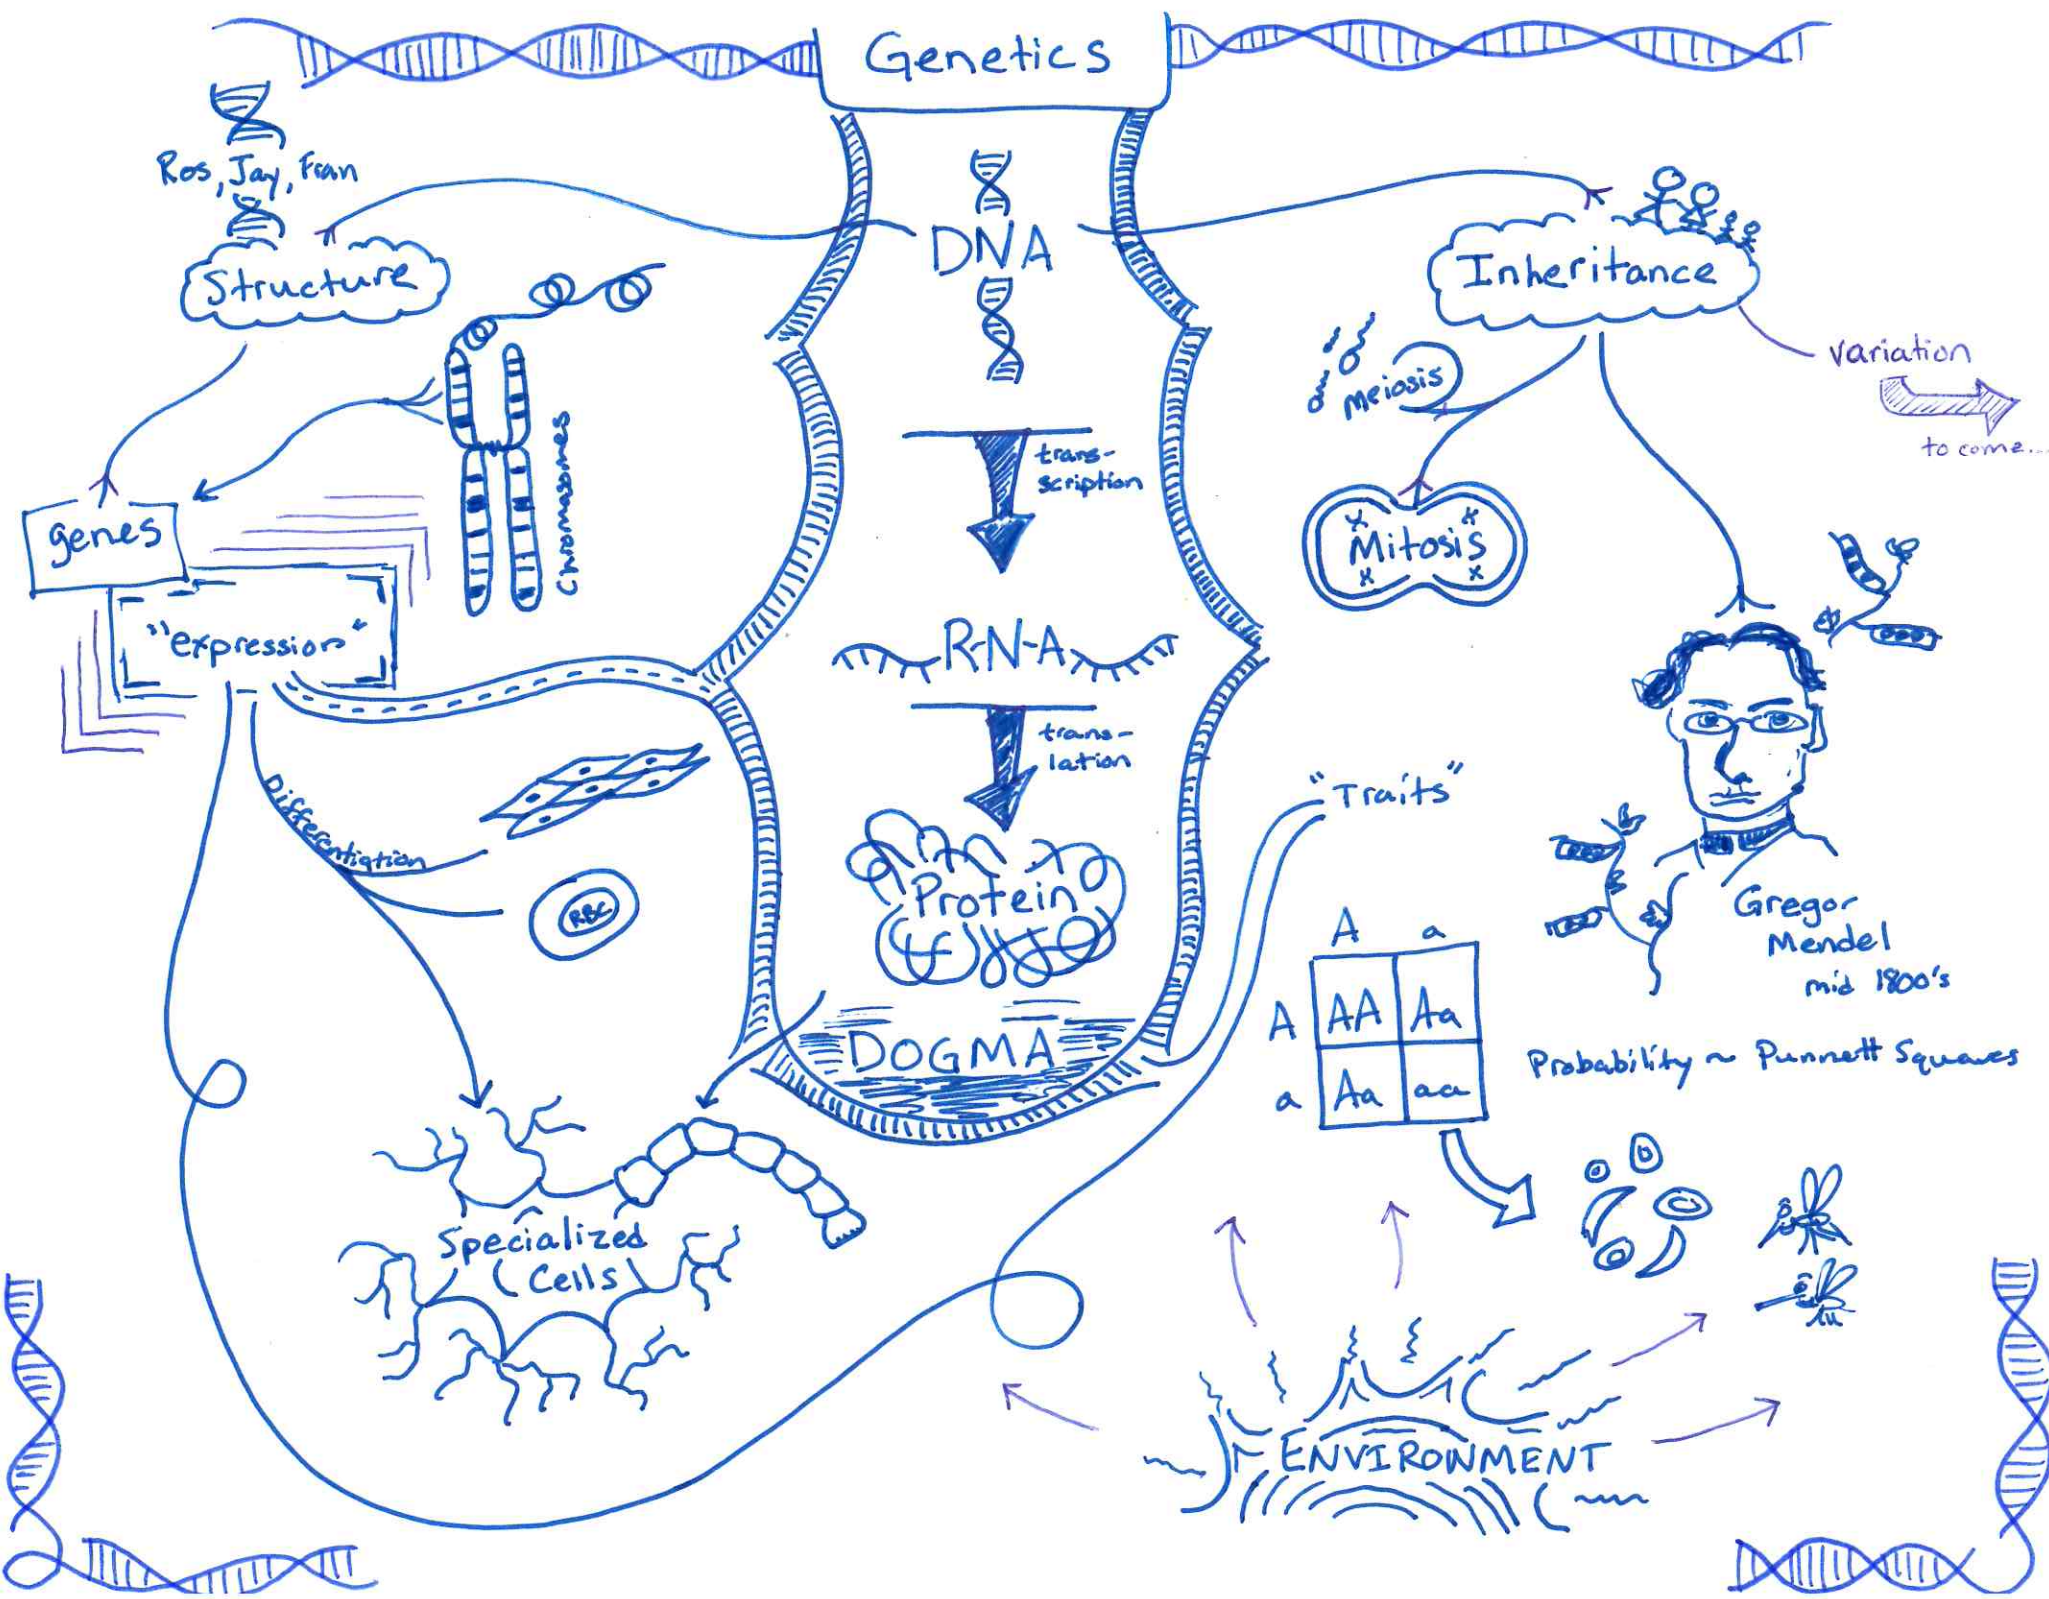 Genetics
Ros, Jay, Fran
DNA
Structure
Inheritance
variation
to come...
meiosis
trans-
scription
Chromasomes
genes
Mitosis
"expression"
R-N-A
trans-
lation
"Traits"
Differentiation
Protein
RBC
Gregor
Mendel
mid 1800's
A a
A AA Aa
a Aa aa
DOGMA
Probability ~ Punnett Squares
Specialized
Cells
ENVIRONMENT